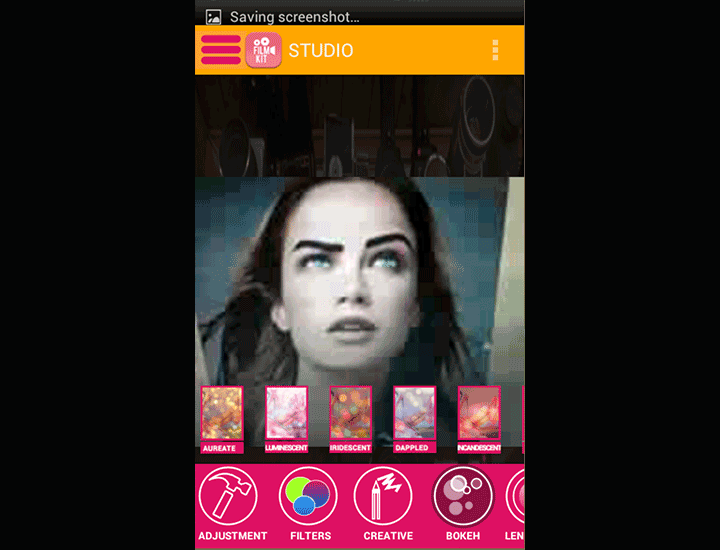 Saving screenshot...
FILM
KIT
STUDIO
AUREATE
LUMINESCENT
IRIDESCENT
DAPPLED
INCANDESCENT
ADJUSTMENT
FILTERS
CREATIVE
BOKEH
LEN